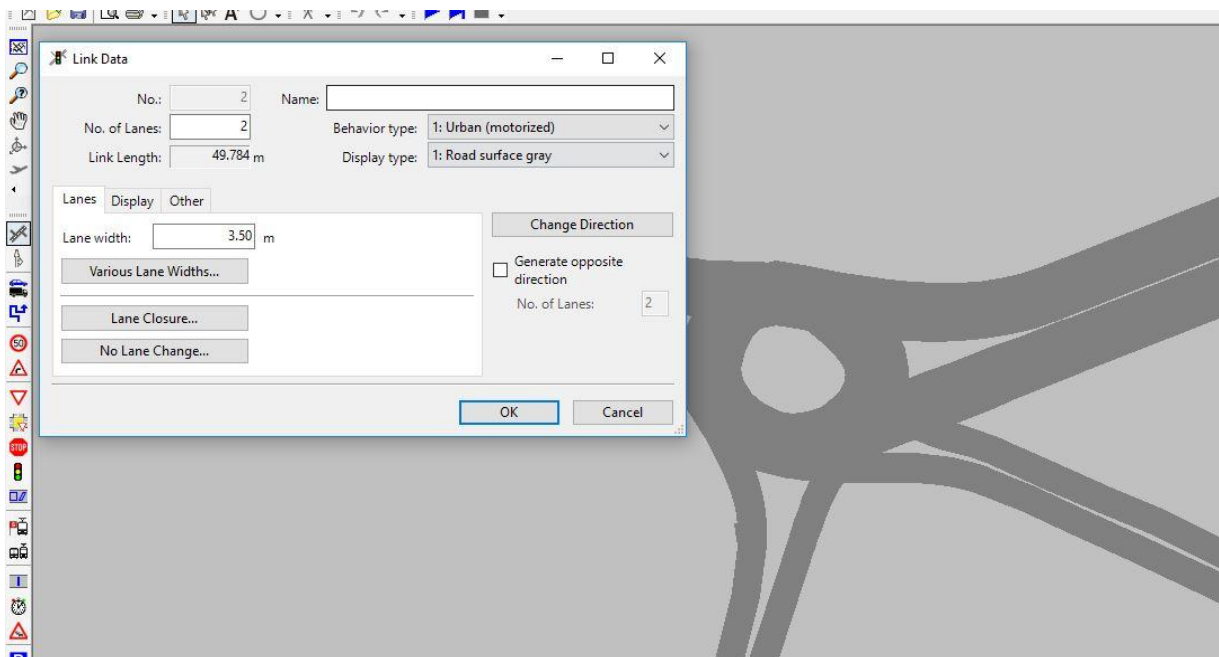 A
Link Data
No.: 2 Name:
No. of Lanes: 2 Behavior type: 1: Urban (motorized)
Link Length: 49.784 m Display type: 1: Road surface gray
Lanes Display Other
Lane width: 3.50 m
Change Direction
Various Lane Widths...
Generate opposite
direction
No. of Lanes: 2
Lane Closure...
No Lane Change...
OK Cancel
50
STOP